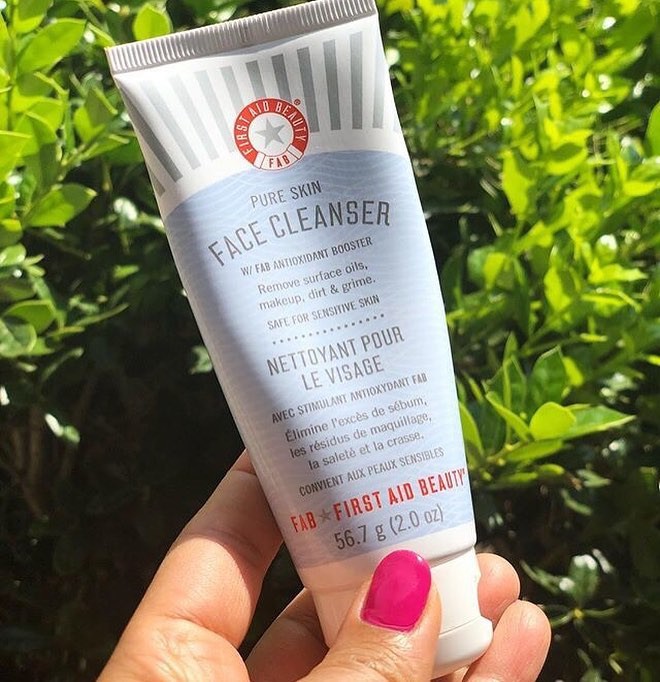 FIRST AID BEAUTY®
FAB
PURE SKIN
FACE CLEANSER
W/ FAB ANTIOXIDANT BOOSTER
Remove surface oils,
makeup, dirt & grime.
SAFE FOR SENSITIVE SKIN
NETTOYANT POUR
LE VISAGE
AVEC STIMULANT ANTIOXYDANT FAB
Élimine l'excès de sébum,
les résidus de maquillage,
la saleté et la crasse.
CONVIENT AUX PEAUX SENSIBLES
FAB ★ FIRST AID BEAUTY®
56.7 g (2.0 oz)